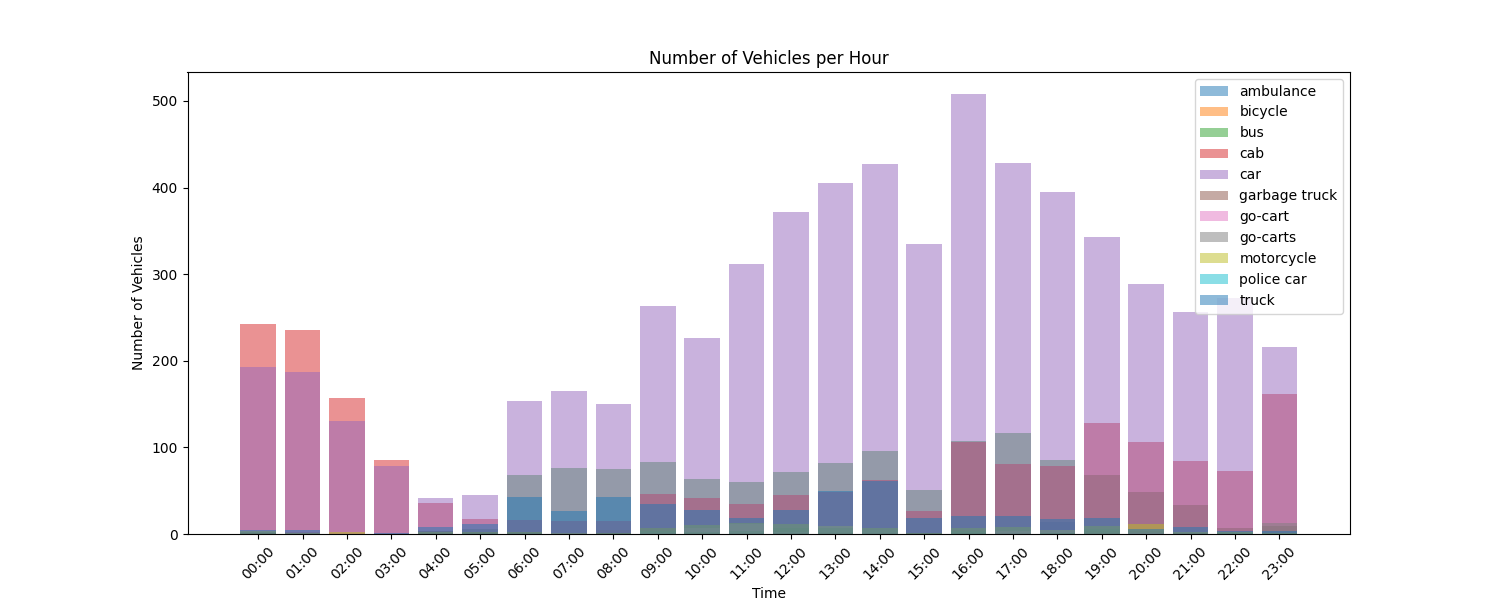 Number of Vehicles per Hour
Number of Vehicles
500
400
300
200
100
0
ambulance
bicycle
bus
cab
car
garbage truck
go-cart
go-carts
motorcycle
police car
truck
00:00 01:00 02:00 03:00 04:00 05:00 06:00 07:00 08:00 09:00 10:00 11:00 12:00 13:00 14:00 15:00 16:00 17:00 18:00 19:00 20:00 21:00 22:00 23:00
Time